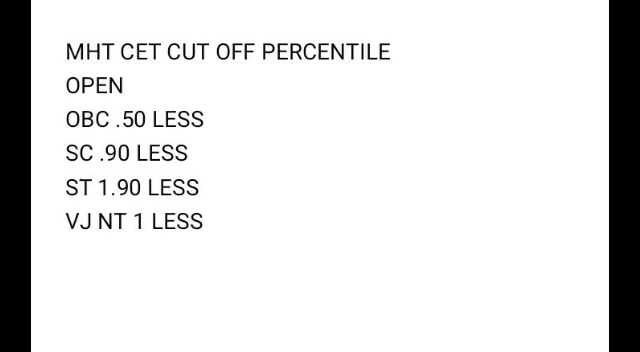 MHT CET CUT OFF PERCENTILE
OPEN
OBC .50 LESS
SC .90 LESS
ST 1.90 LESS
VJ NT 1 LESS